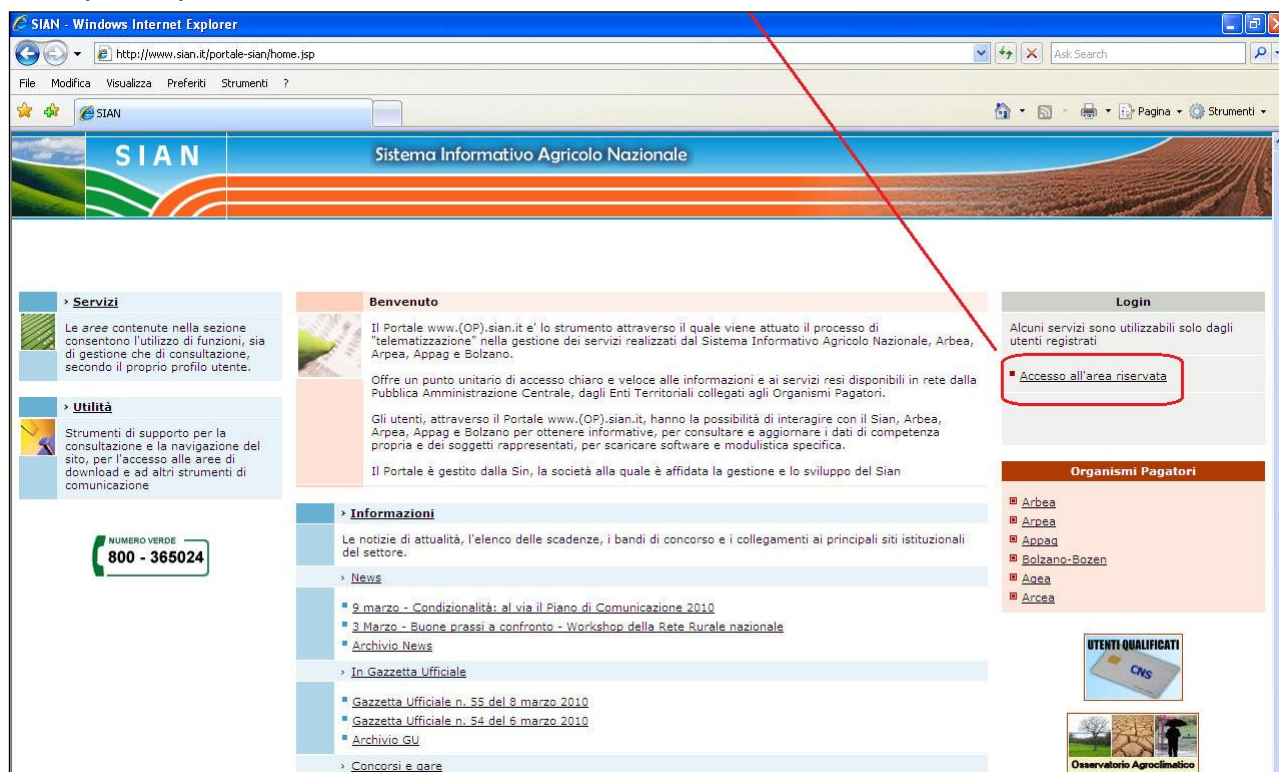 SIAN - Windows Internet Explorer
http://www.sian.it/portale-sian/home.jsp
Ask Search
File Modifica Visualizza Preferiti Strumenti ?
SIAN
Pagina
Strumenti
SIAN
Sistema Informativo Agricolo Nazionale
› Servizi
Le aree contenute nella sezione
consentono l'utilizzo di funzioni, sia
di gestione che di consultazione,
secondo il proprio profilo utente.
› Utilità
Strumenti di supporto per la
consultazione e la navigazione del
sito, per l'accesso alle aree di
download e ad altri strumenti di
comunicazione
NUMERO VERDE
800 - 365024
Benvenuto
Il Portale www.(OP).sian.it e' lo strumento attraverso il quale viene attuato il processo di
"telematizzazione" nella gestione dei servizi realizzati dal Sistema Informativo Agricolo Nazionale, Arbea,
Arpea, Appag e Bolzano.
Offre un punto unitario di accesso chiaro e veloce alle informazioni e ai servizi resi disponibili in rete dalla
Pubblica Amministrazione Centrale, dagli Enti Territoriali collegati agli Organismi Pagatori.
Gli utenti, attraverso il Portale www.(OP).sian.it, hanno la possibilità di interagire con il Sian, Arbea,
Arpea, Appag e Bolzano per ottenere informative, per consultare e aggiornare i dati di competenza
propria e dei soggetti rappresentati, per scaricare software e modulistica specifica.
Il Portale è gestito dalla Sin, la società alla quale è affidata la gestione e lo sviluppo del Sian
› Informazioni
Le notizie di attualità, l'elenco delle scadenze, i bandi di concorso e i collegamenti ai principali siti istituzionali
del settore.
› News
9 marzo - Condizionalità: al via il Piano di Comunicazione 2010
3 Marzo - Buone prassi a confronto - Workshop della Rete Rurale nazionale
Archivio News
› In Gazzetta Ufficiale
Gazzetta Ufficiale n. 55 del 8 marzo 2010
Gazzetta Ufficiale n. 54 del 6 marzo 2010
Archivio GU
› Concorsi e gare
Login
Alcuni servizi sono utilizzabili solo dagli
utenti registrati
Accesso all'area riservata
Organismi Pagatori
Arbea
Arpea
Appag
Bolzano-Bozen
Agea
Arcea
UTENTI QUALIFICATI
CNS
Osservatorio Agroclimatico